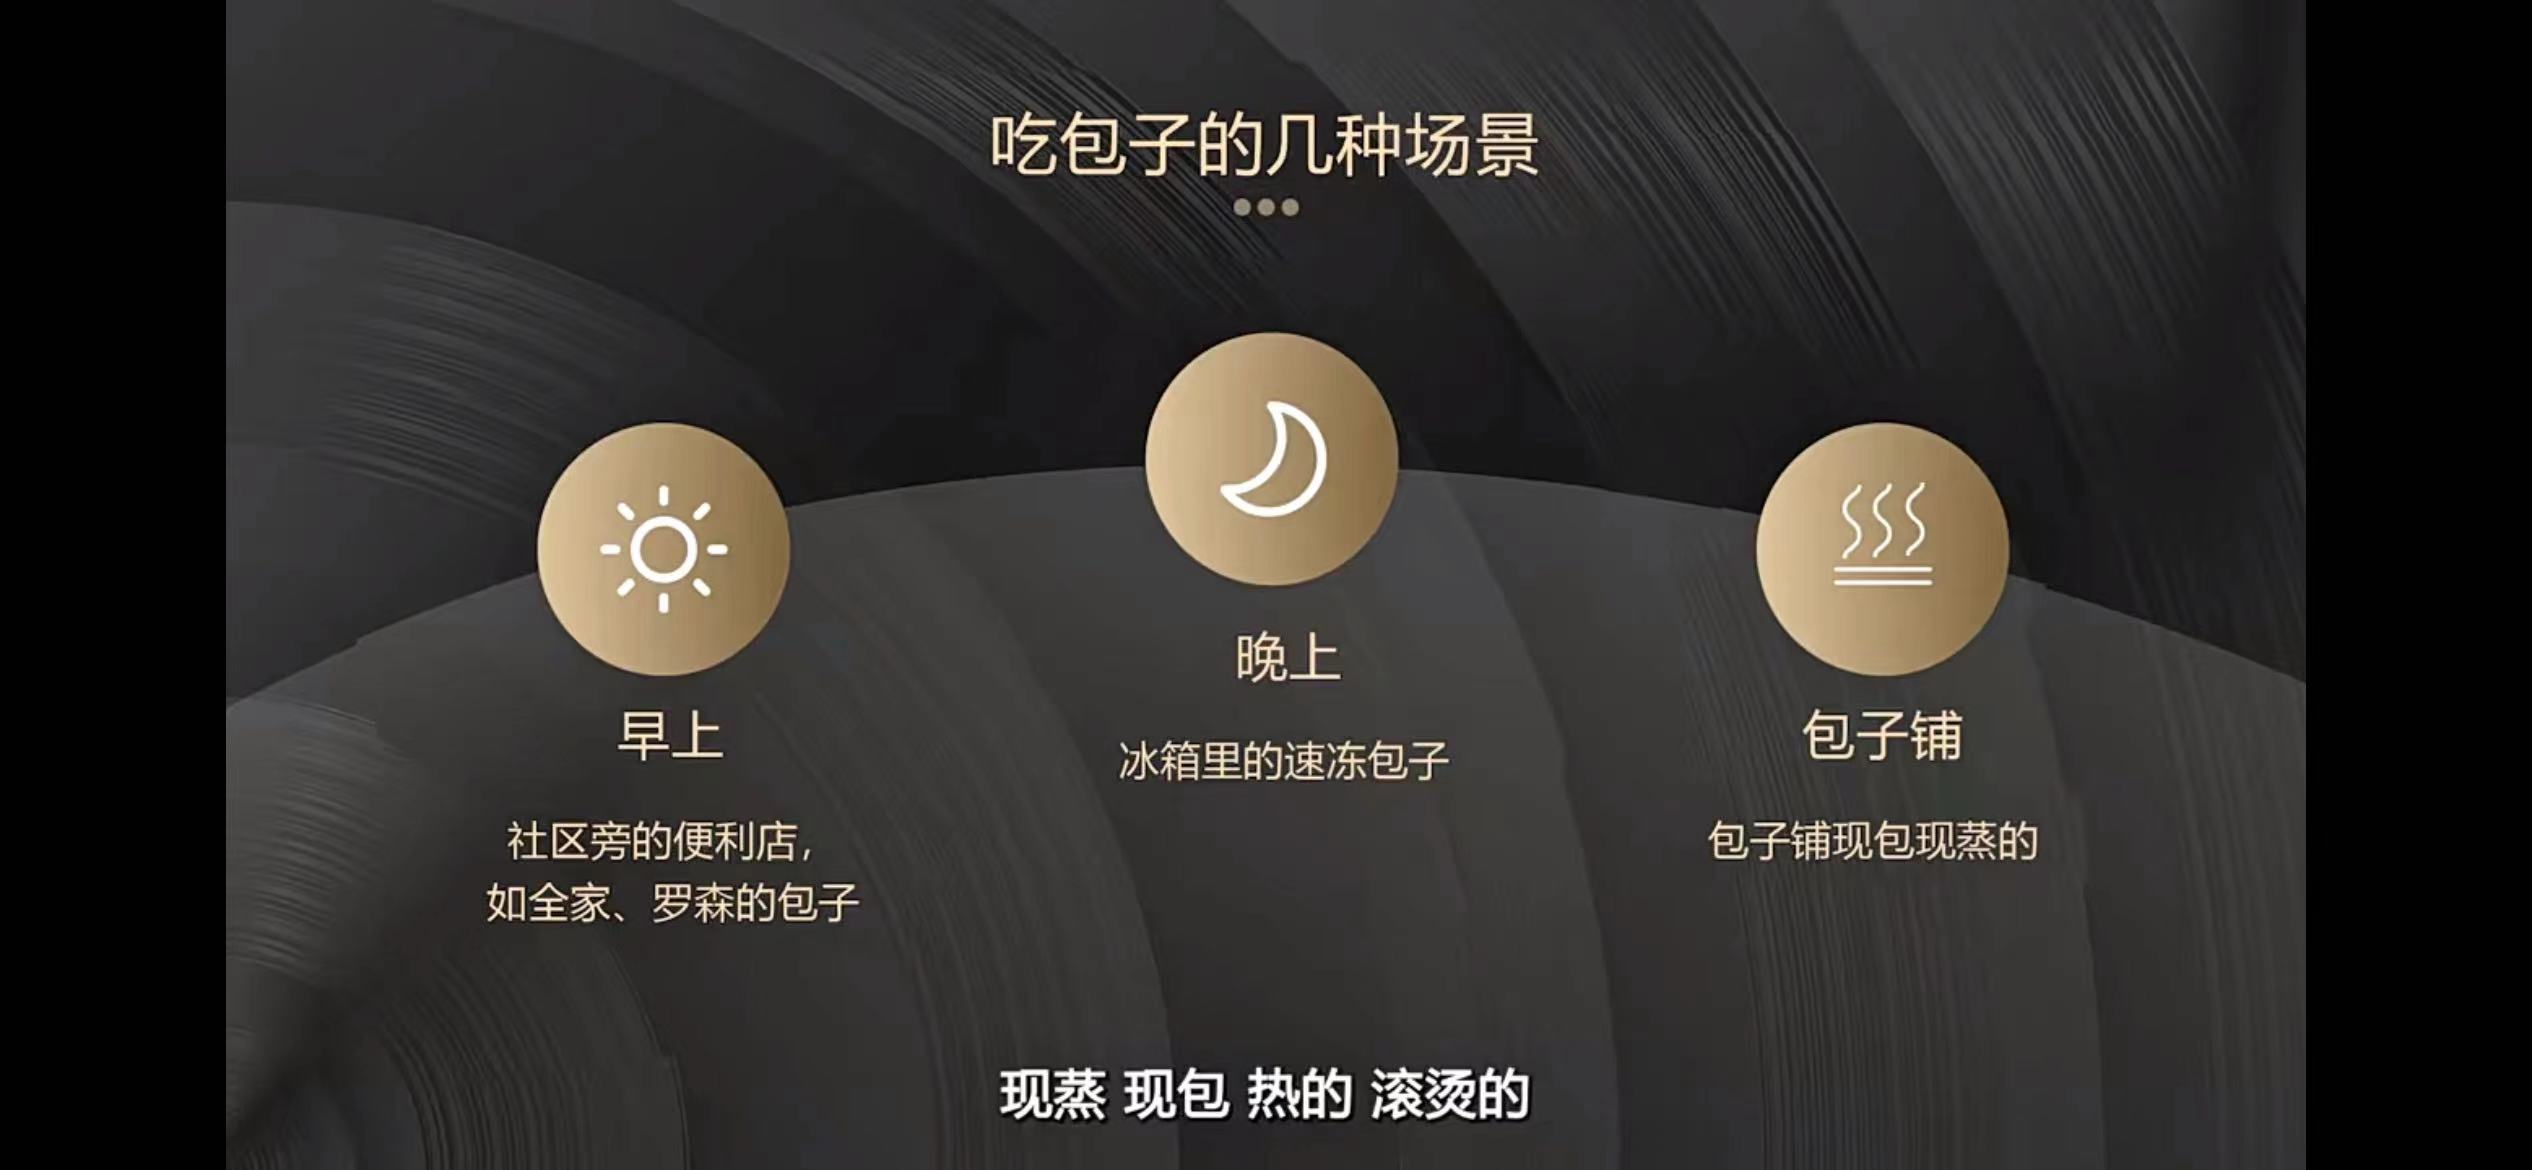 吃包子的几种场景
早上
社区旁的便利店，
如全家、罗森的包子
晚上
冰箱里的速冻包子
包子铺
包子铺现包现蒸的
现蒸 现包 热的 滚烫的